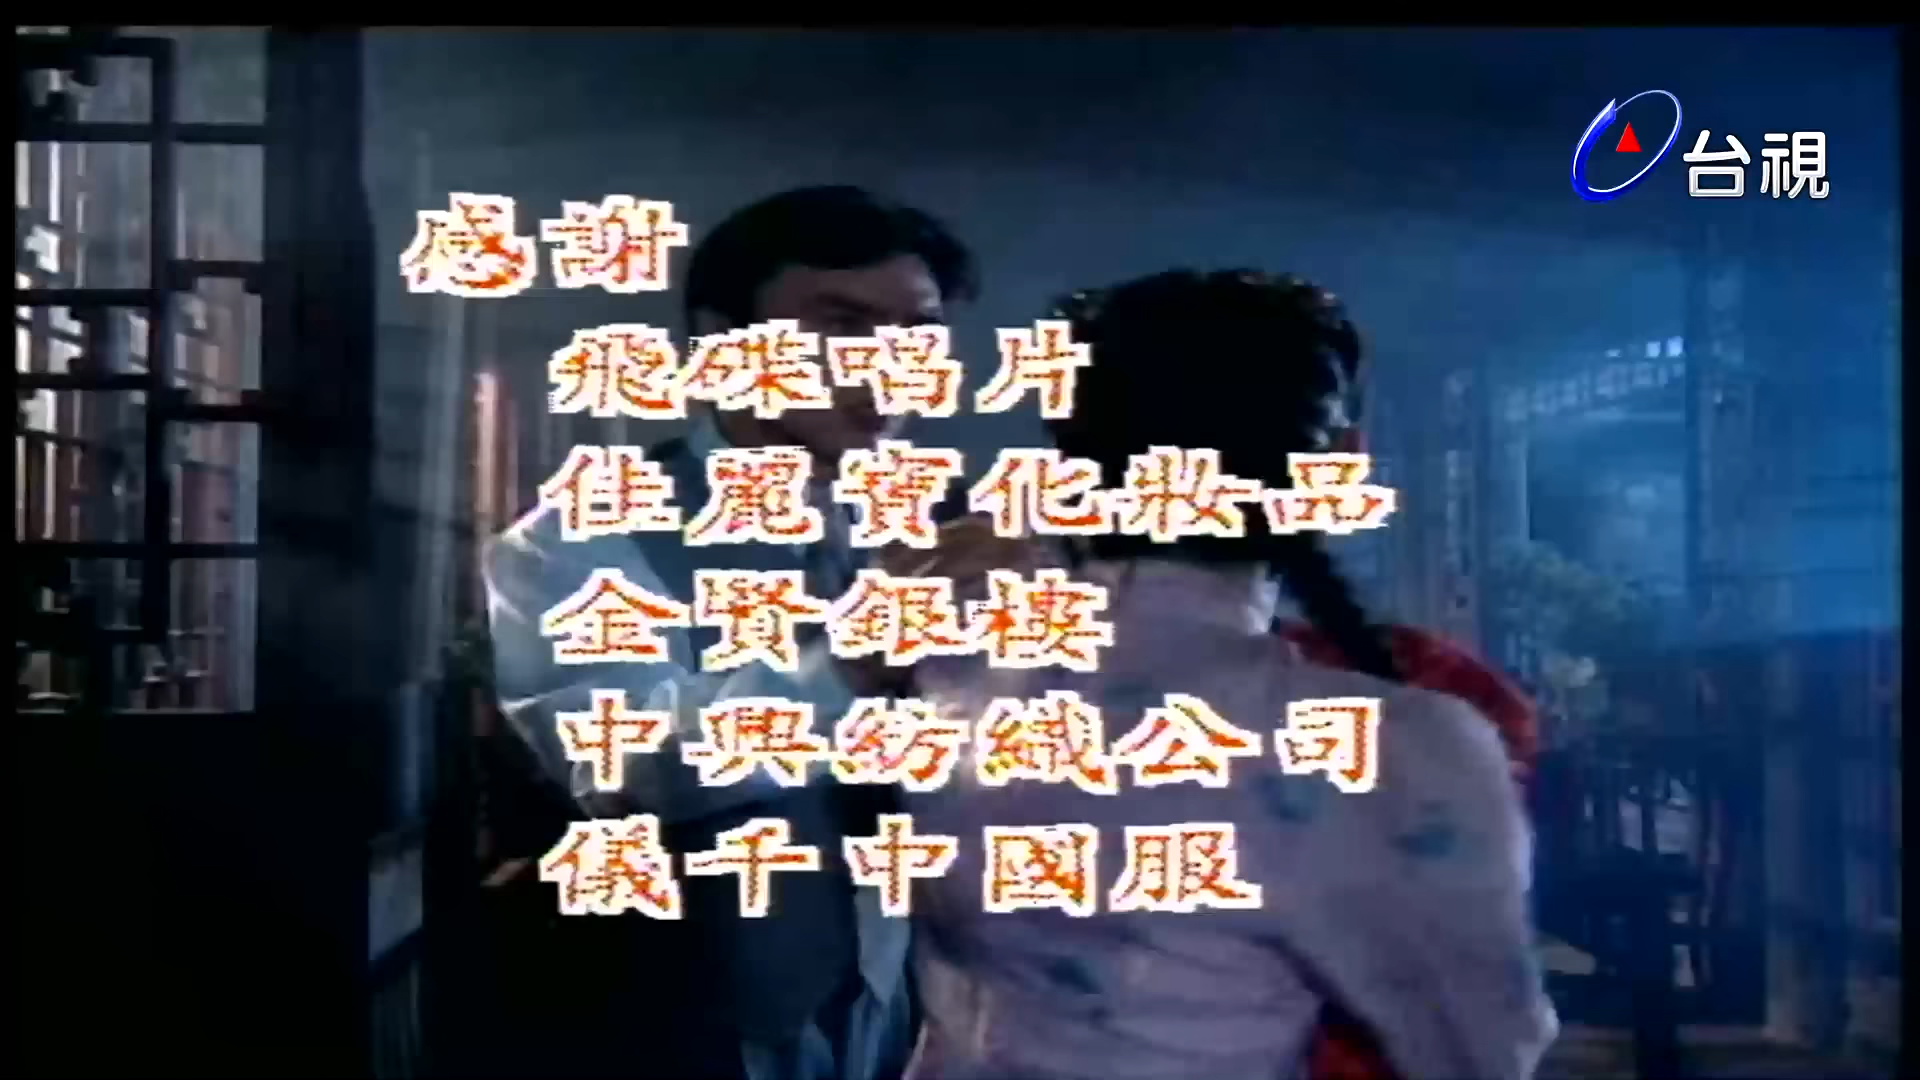 台視
感謝
飛碟唱片
佳麗寶化妝品
金賢銀樓
中興紡織公司
儀千中國服